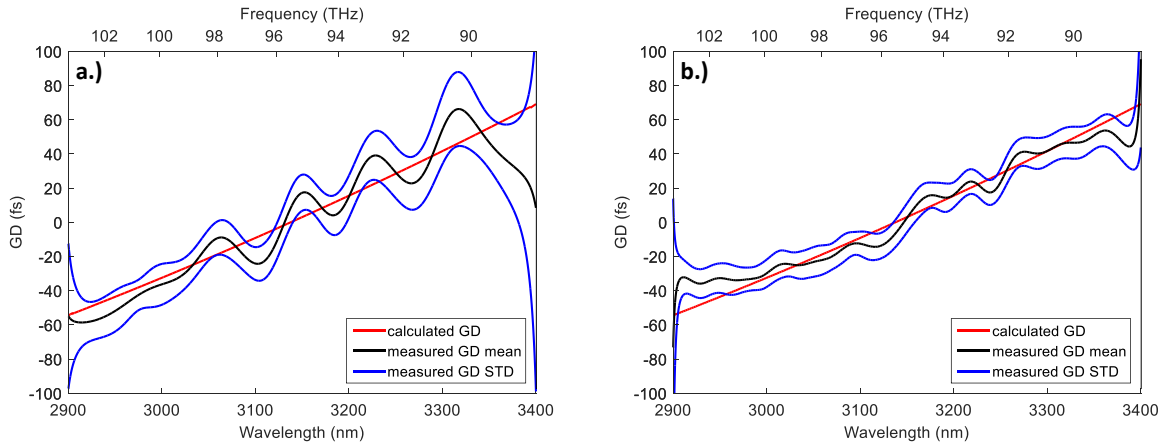 Frequency (THz)
102 100 98 96 94 92 90
a.)
100
80
60
40
20
0
-20
-40
-60
-80
-100
GD (fs)
calculated GD
measured GD mean
measured GD STD
2900 3000 3100 3200 3300 3400
Wavelength (nm)
Frequency (THz)
102 100 98 96 94 92 90
b.)
100
80
60
40
20
0
-20
-40
-60
-80
-100
GD (fs)
calculated GD
measured GD mean
measured GD STD
2900 3000 3100 3200 3300 3400
Wavelength (nm)